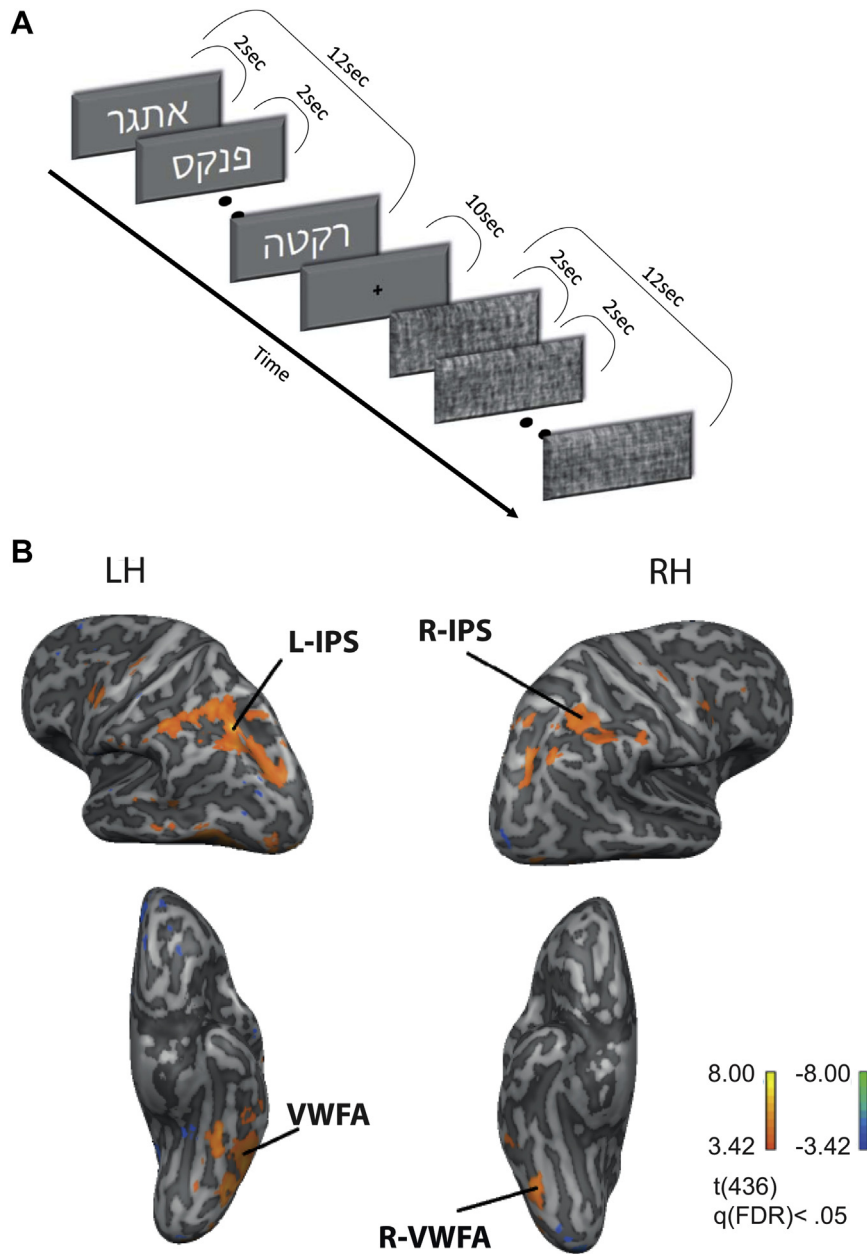 A
2sec
12sec
2sec
אתגר
פנקס
רקטה
10sec
+
2sec
12sec
2sec
Time
B
LH
RH
L-IPS
R-IPS
VWFA
R-VWFA
8.00 -8.00
3.42 -3.42
t(436)
q(FDR)< .05